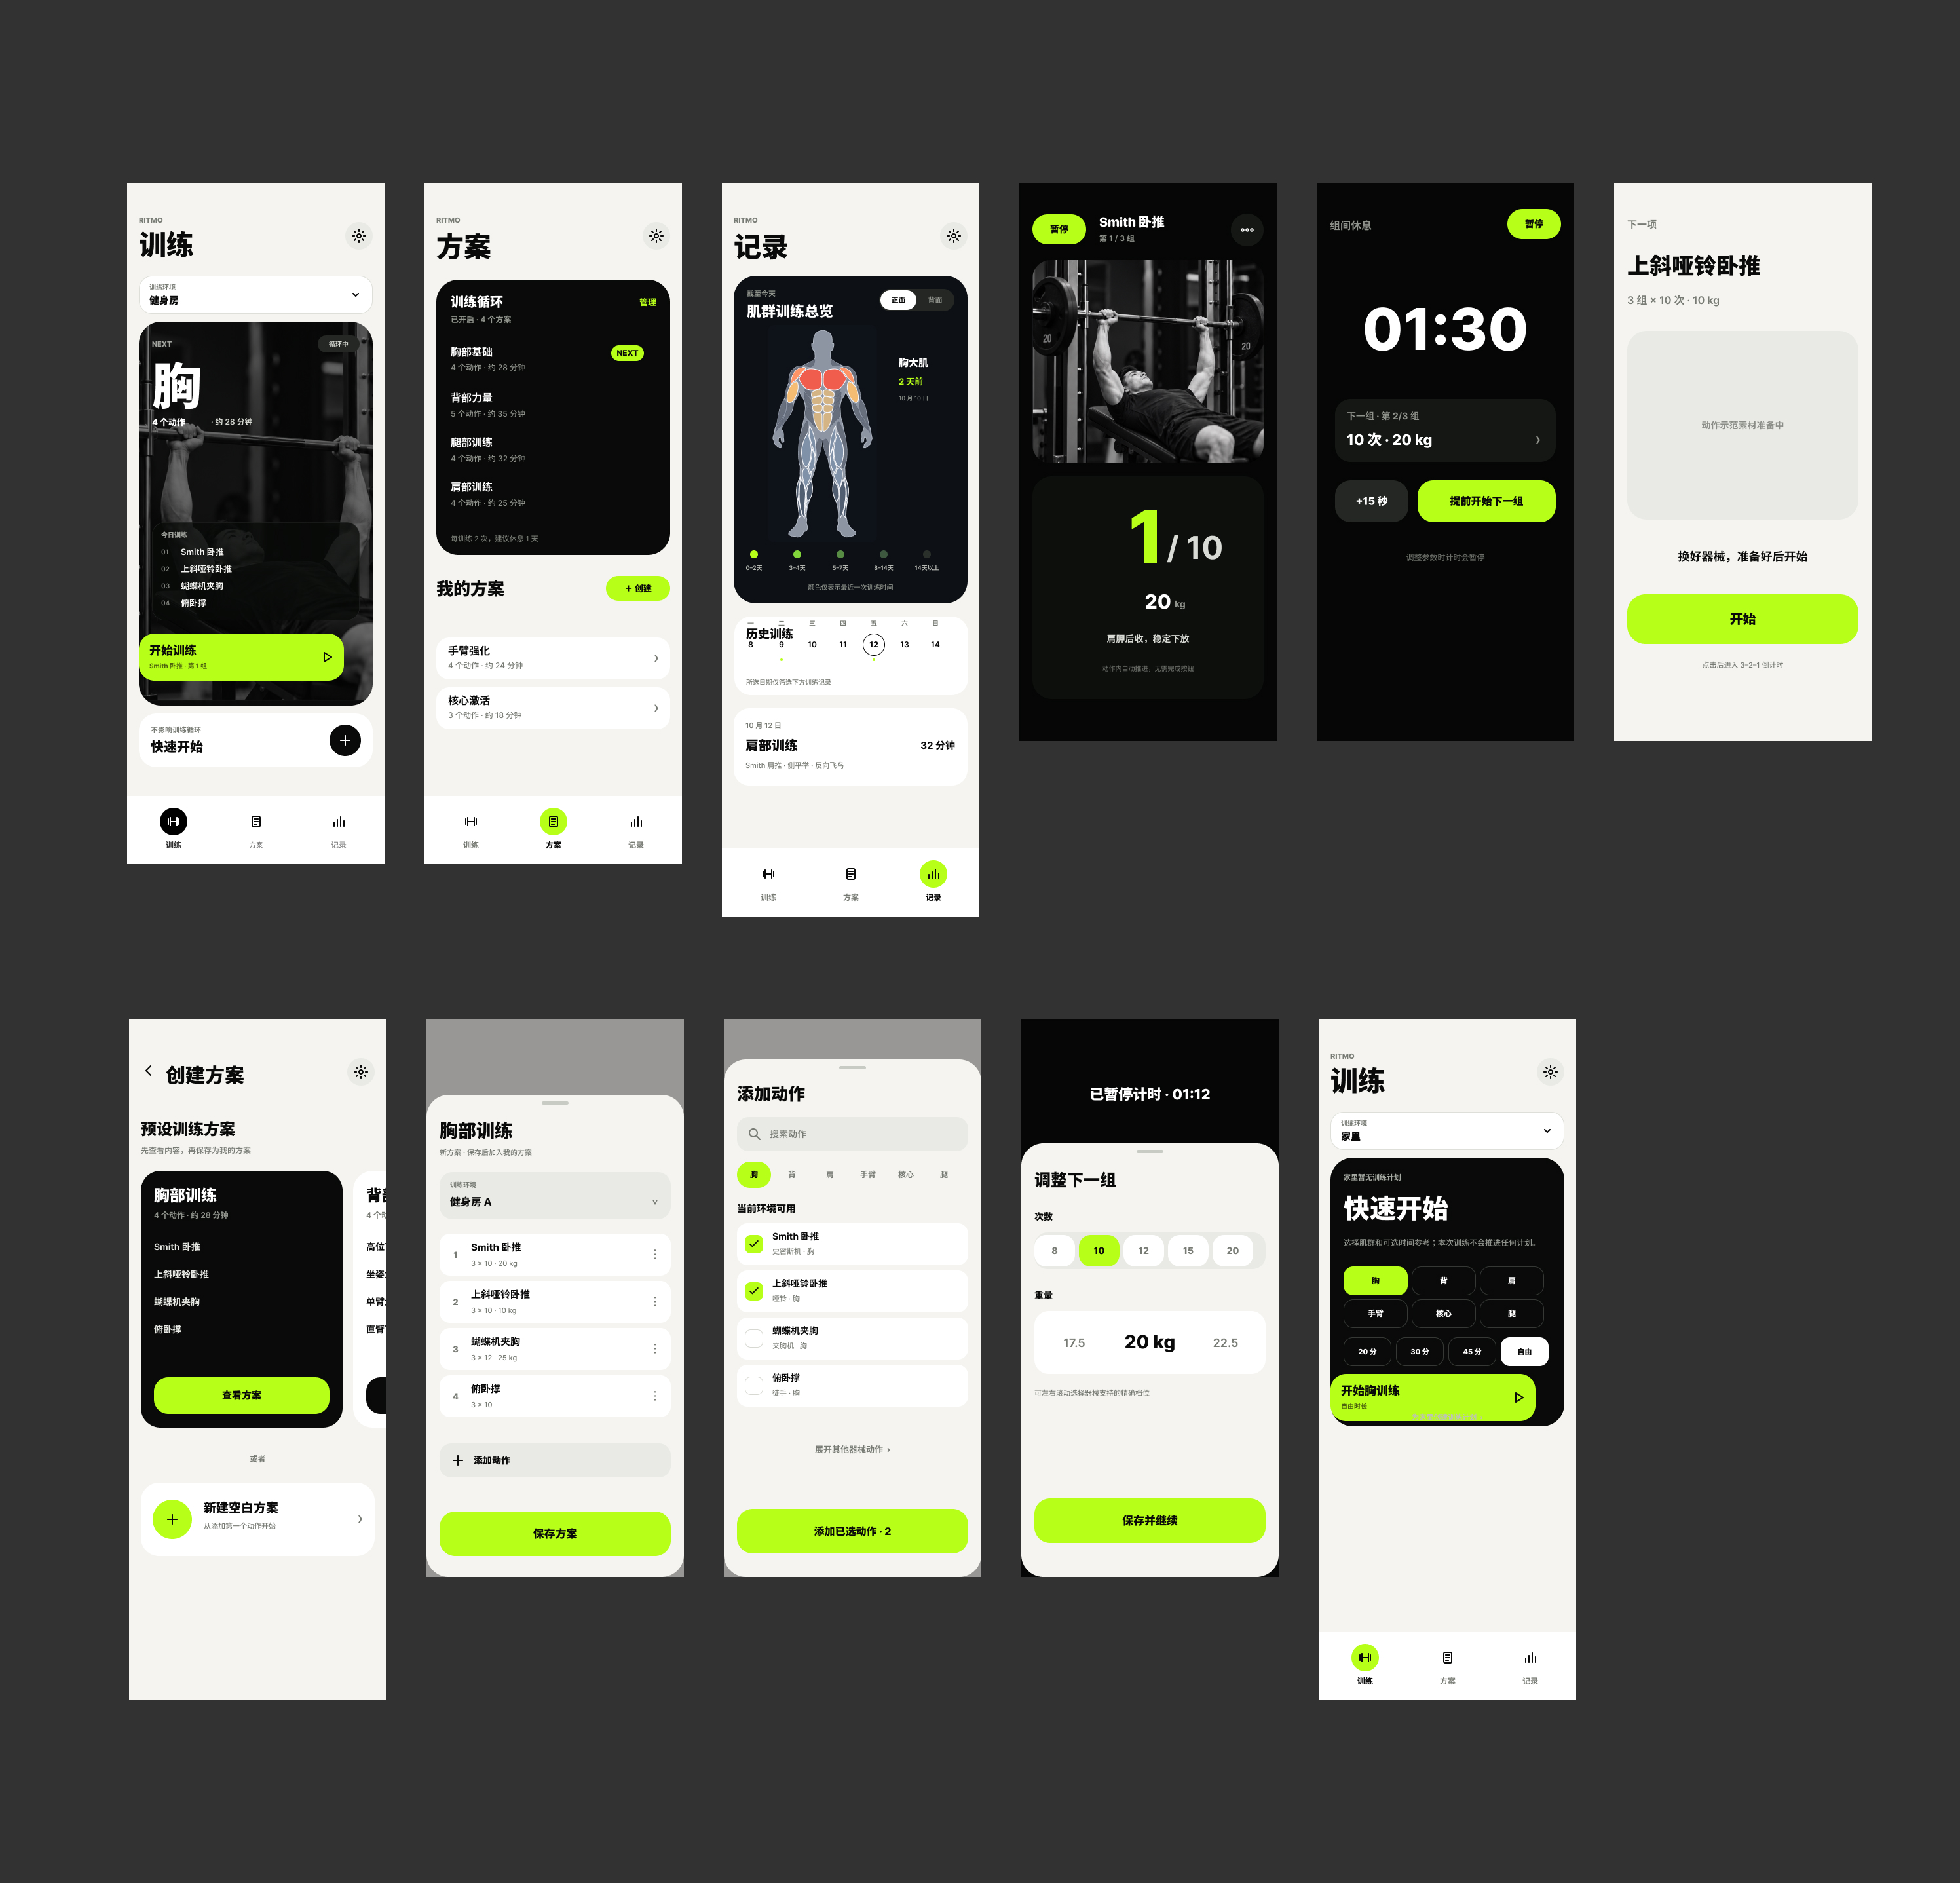 RITMO
训练
训练环境
健身房
NEXT
循环中
胸
4 个动作 · 约 28 分钟
今日训练
01 Smith 卧推
02 上斜哑铃卧推
03 蝴蝶机夹胸
04 俯卧撑
开始训练
Smith 卧推 · 第 1 组
不影响训练循环
快速开始
训练 方案 记录
RITMO
方案
训练循环
管理
已开启 · 4 个方案
胸部基础
NEXT
4 个动作 · 约 28 分钟
背部力量
5 个动作 · 约 35 分钟
腿部训练
4 个动作 · 约 32 分钟
肩部训练
4 个动作 · 约 25 分钟
每训练 2 次，建议休息 1 天
我的方案
+ 创建
手臂强化
4 个动作 · 约 24 分钟
核心激活
3 个动作 · 约 18 分钟
训练 方案 记录
RITMO
记录
截至今天
肌群训练总览
正面 背面
胸大肌
2 天前
10 月 10 日
0–2天 3–4天 5–7天 8–14天 14天以上
颜色仅表示最近一次训练时间
一 二 三 四 五 六 日
历史训练
8 9 10 11 12 13 14
所选日期仅筛选下方训练记录
10 月 12 日
肩部训练
32 分钟
Smith 肩推 · 侧平举 · 反向飞鸟
训练 方案 记录
暂停
Smith 卧推
第 1 / 3 组
20 20
1 / 10
20 kg
肩胛后收，稳定下放
动作内自动推进，无需完成按钮
组间休息
暂停
01:30
下一组 · 第 2/3 组
10 次 · 20 kg
+15 秒
提前开始下一组
调整参数时计时会暂停
下一项
上斜哑铃卧推
3 组 × 10 次 · 10 kg
动作示范素材准备中
换好器械，准备好后开始
开始
点击后进入 3–2–1 倒计时
创建方案
预设训练方案
先查看内容，再保存为我的方案
胸部训练
4 个动作 · 约 28 分钟
Smith 卧推
上斜哑铃卧推
蝴蝶机夹胸
俯卧撑
查看方案
背
4 个
高位
坐姿
单臂
直臂
或者
新建空白方案
从添加第一个动作开始
胸部训练
新方案 · 保存后加入我的方案
训练环境
健身房 A
1 Smith 卧推
3 × 10 · 20 kg
2 上斜哑铃卧推
3 × 10 · 10 kg
3 蝴蝶机夹胸
3 × 12 · 25 kg
4 俯卧撑
3 × 10
添加动作
保存方案
添加动作
搜索动作
胸 背 肩 手臂 核心 腿
当前环境可用
Smith 卧推
史密斯机 · 胸
上斜哑铃卧推
哑铃 · 胸
蝴蝶机夹胸
夹胸机 · 胸
俯卧撑
徒手 · 胸
展开其他器械动作 ›
添加已选动作 · 2
已暂停计时 · 01:12
调整下一组
次数
8 10 12 15 20
重量
17.5 20 kg 22.5
可左右滚动选择器械支持的精确档位
保存并继续
RITMO
训练
训练环境
家里
家里暂无训练计划
快速开始
选择肌群和可选时间参考；本次训练不会推进任何计划。
胸 背 肩
手臂 核心 腿
20 分 30 分 45 分 自由
开始胸训练
自由时长
训练 方案 记录